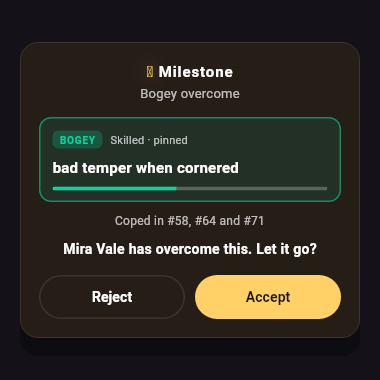 Milestone
Bogey overcome
BOGEY Skilled · pinned
bad temper when cornered
Coped in #58, #64 and #71
Mira Vale has overcome this. Let it go?
Reject Accept